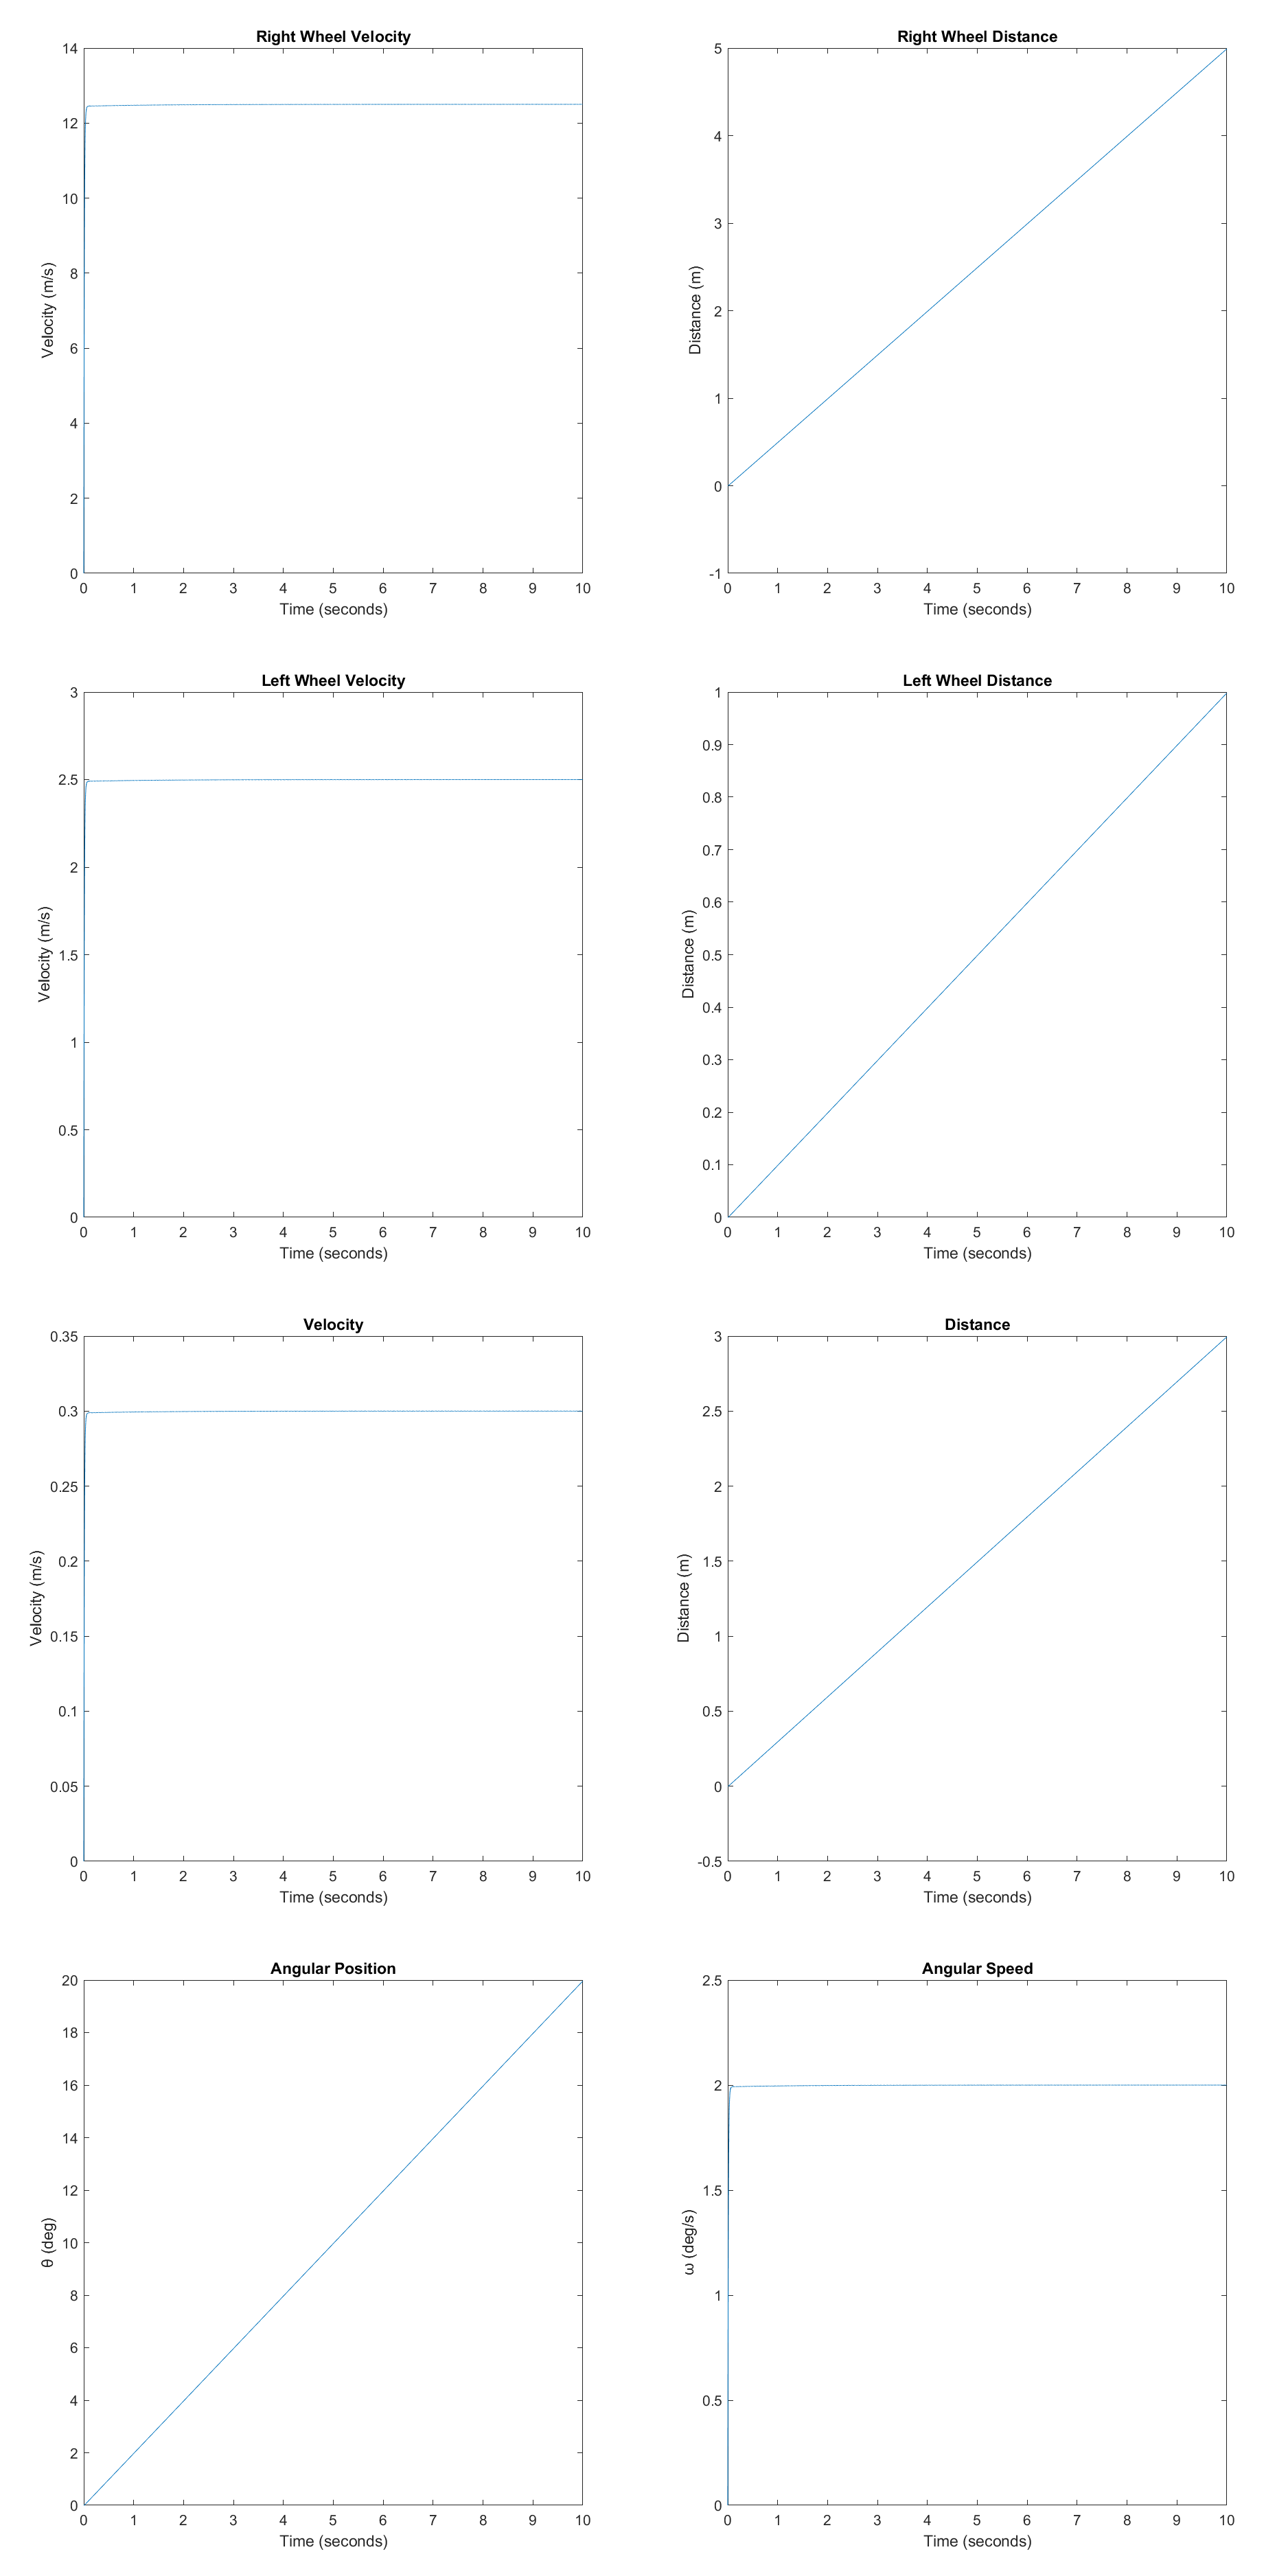 Right Wheel Velocity
14
12
10
8
6
4
2
0
Velocity (m/s)
0 1 2 3 4 5 6 7 8 9 10
Time (seconds)
Right Wheel Distance
5
4
3
2
1
0
-1
Distance (m)
0 1 2 3 4 5 6 7 8 9 10
Time (seconds)
Left Wheel Velocity
3
2.5
2
1.5
1
0.5
0
Velocity (m/s)
0 1 2 3 4 5 6 7 8 9 10
Time (seconds)
Left Wheel Distance
1
0.9
0.8
0.7
0.6
0.5
0.4
0.3
0.2
0.1
0
Distance (m)
0 1 2 3 4 5 6 7 8 9 10
Time (seconds)
Velocity
0.35
0.3
0.25
0.2
0.15
0.1
0.05
0
Velocity (m/s)
0 1 2 3 4 5 6 7 8 9 10
Time (seconds)
Distance
3
2.5
2
1.5
1
0.5
0
-0.5
Distance (m)
0 1 2 3 4 5 6 7 8 9 10
Time (seconds)
Angular Position
20
18
16
14
12
10
8
6
4
2
0
θ (deg)
0 1 2 3 4 5 6 7 8 9 10
Time (seconds)
Angular Speed
2.5
2
1.5
1
0.5
0
ω (deg/s)
0 1 2 3 4 5 6 7 8 9 10
Time (seconds)